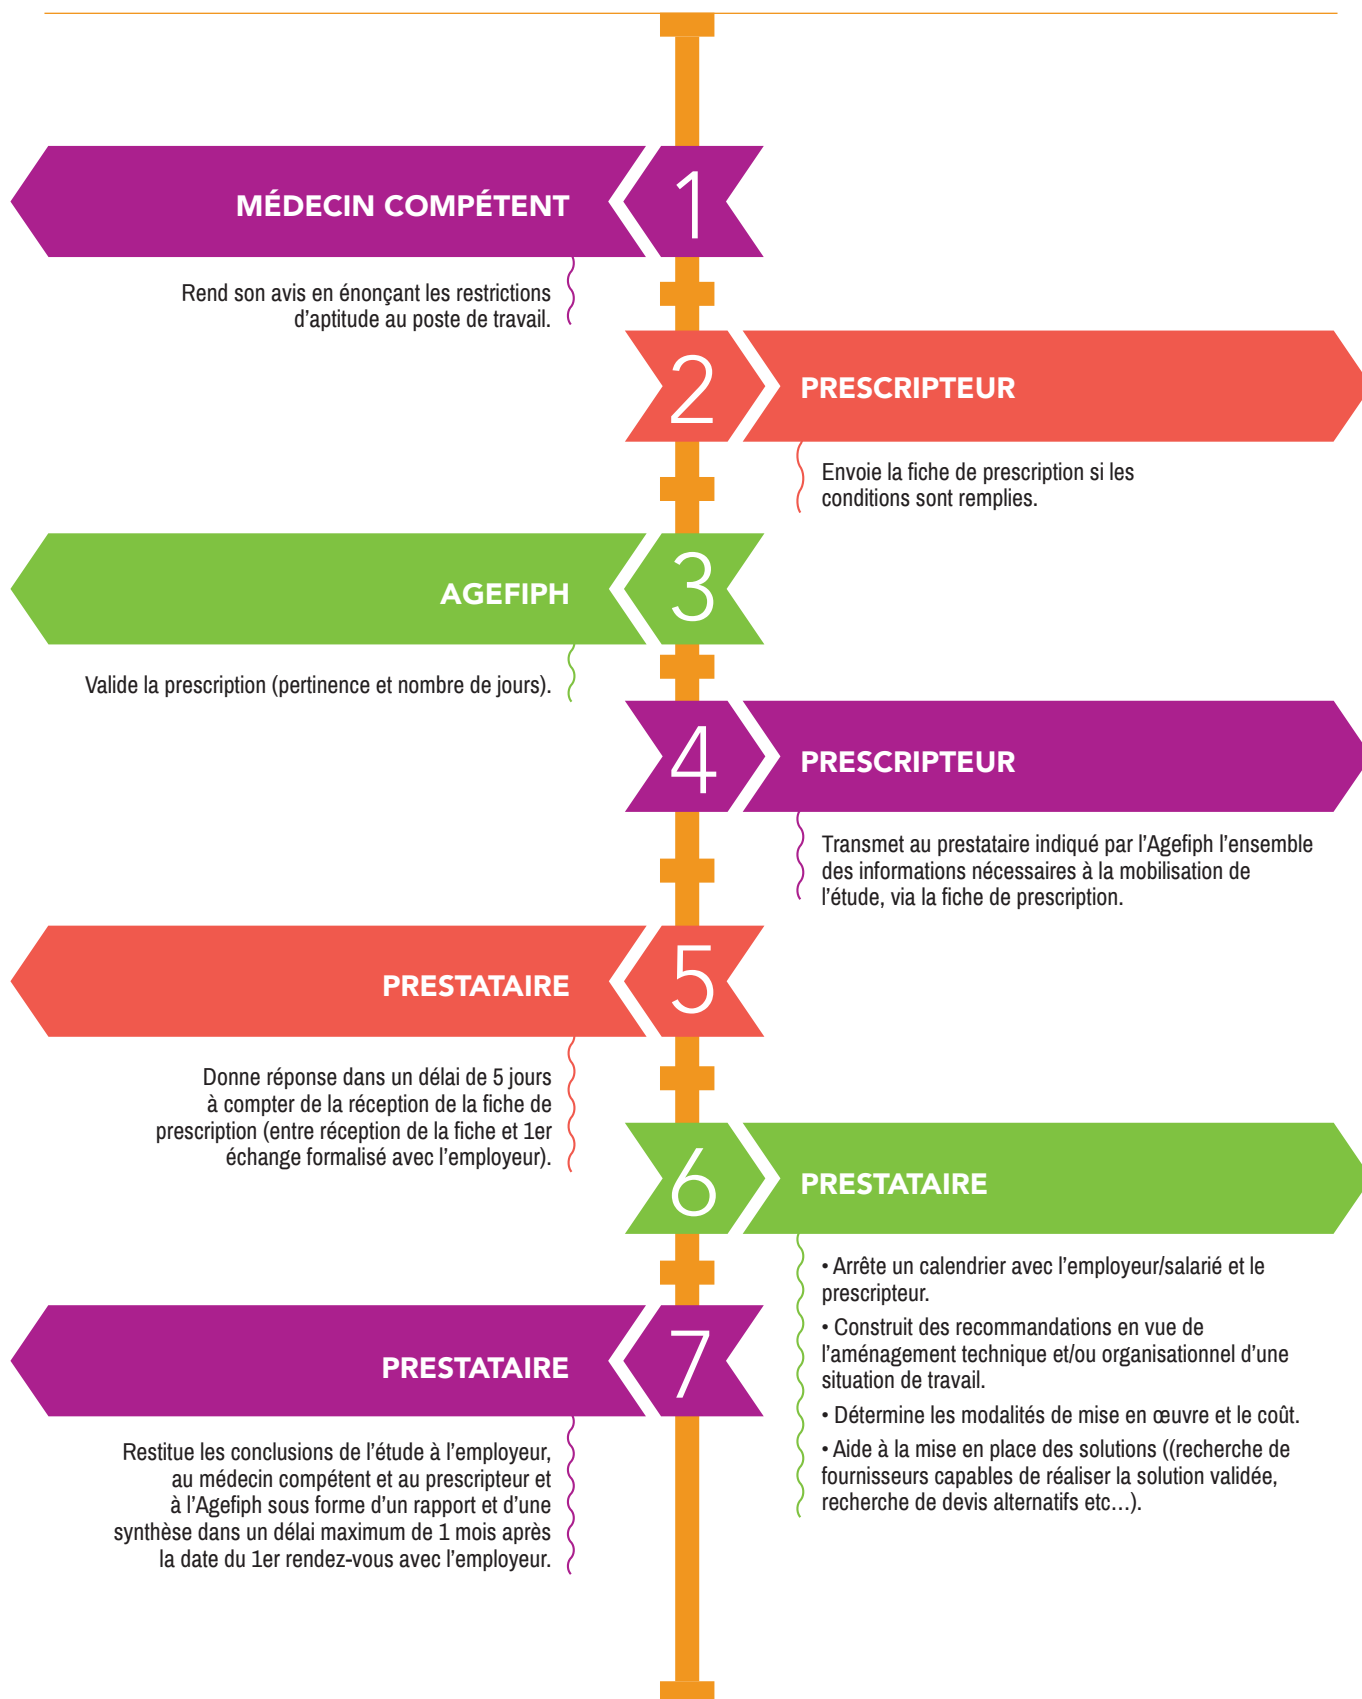 1
MÉDECIN COMPÉTENT
Rend son avis en énonçant les restrictions
d’aptitude au poste de travail.
2
PRESCRIPTEUR
Envoie la fiche de prescription si les
conditions sont remplies.
3
AGEFIPH
Valide la prescription (pertinence et nombre de jours).
4
PRESCRIPTEUR
Transmet au prestataire indiqué par l’Agefiph l’ensemble
des informations nécessaires à la mobilisation de
l’étude, via la fiche de prescription.
5
PRESTATAIRE
Donne réponse dans un délai de 5 jours
à compter de la réception de la fiche de
prescription (entre réception de la fiche et 1er
échange formalisé avec l’employeur).
6
PRESTATAIRE
• Arrête un calendrier avec l’employeur/salarié et le
prescripteur.
• Construit des recommandations en vue de
l’aménagement technique et/ou organisationnel d’une
situation de travail.
• Détermine les modalités de mise en œuvre et le coût.
• Aide à la mise en place des solutions ((recherche de
fournisseurs capables de réaliser la solution validée,
recherche de devis alternatifs etc…).
7
PRESTATAIRE
Restitue les conclusions de l’étude à l’employeur,
au médecin compétent et au prescripteur et
à l’Agefiph sous forme d’un rapport et d’une
synthèse dans un délai maximum de 1 mois après
la date du 1er rendez-vous avec l’employeur.